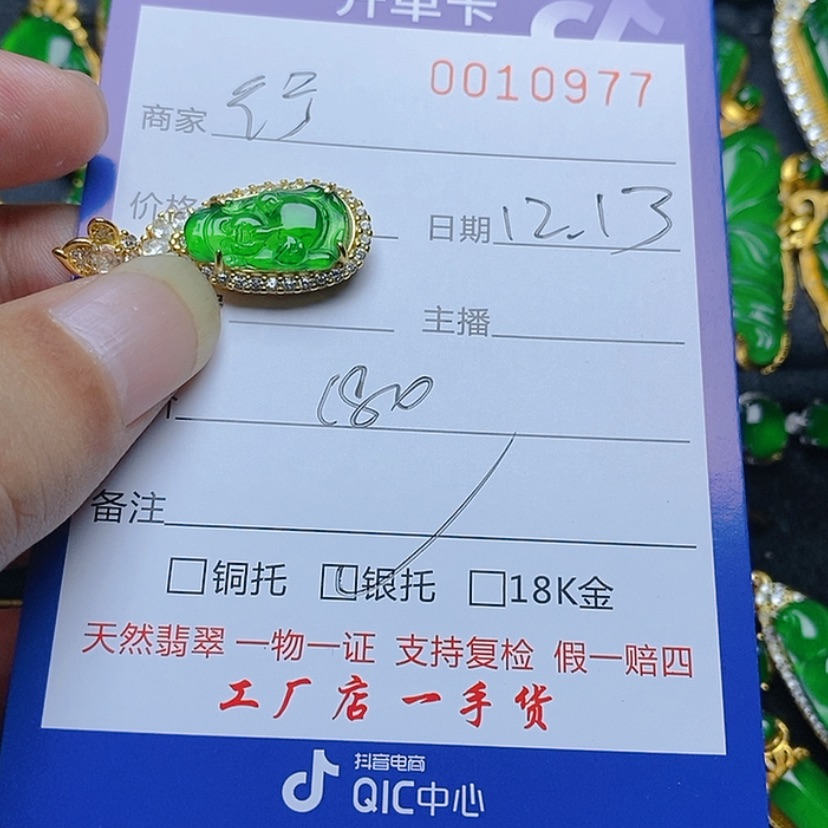 开单卡
0010977
商家 行
价格 日期 12.13
主播
180
备注
□铜托 □银托 □18K金
天然翡翠 一物一证 支持复检 假一赔四
工厂店 一手货
抖音电商
QIC中心